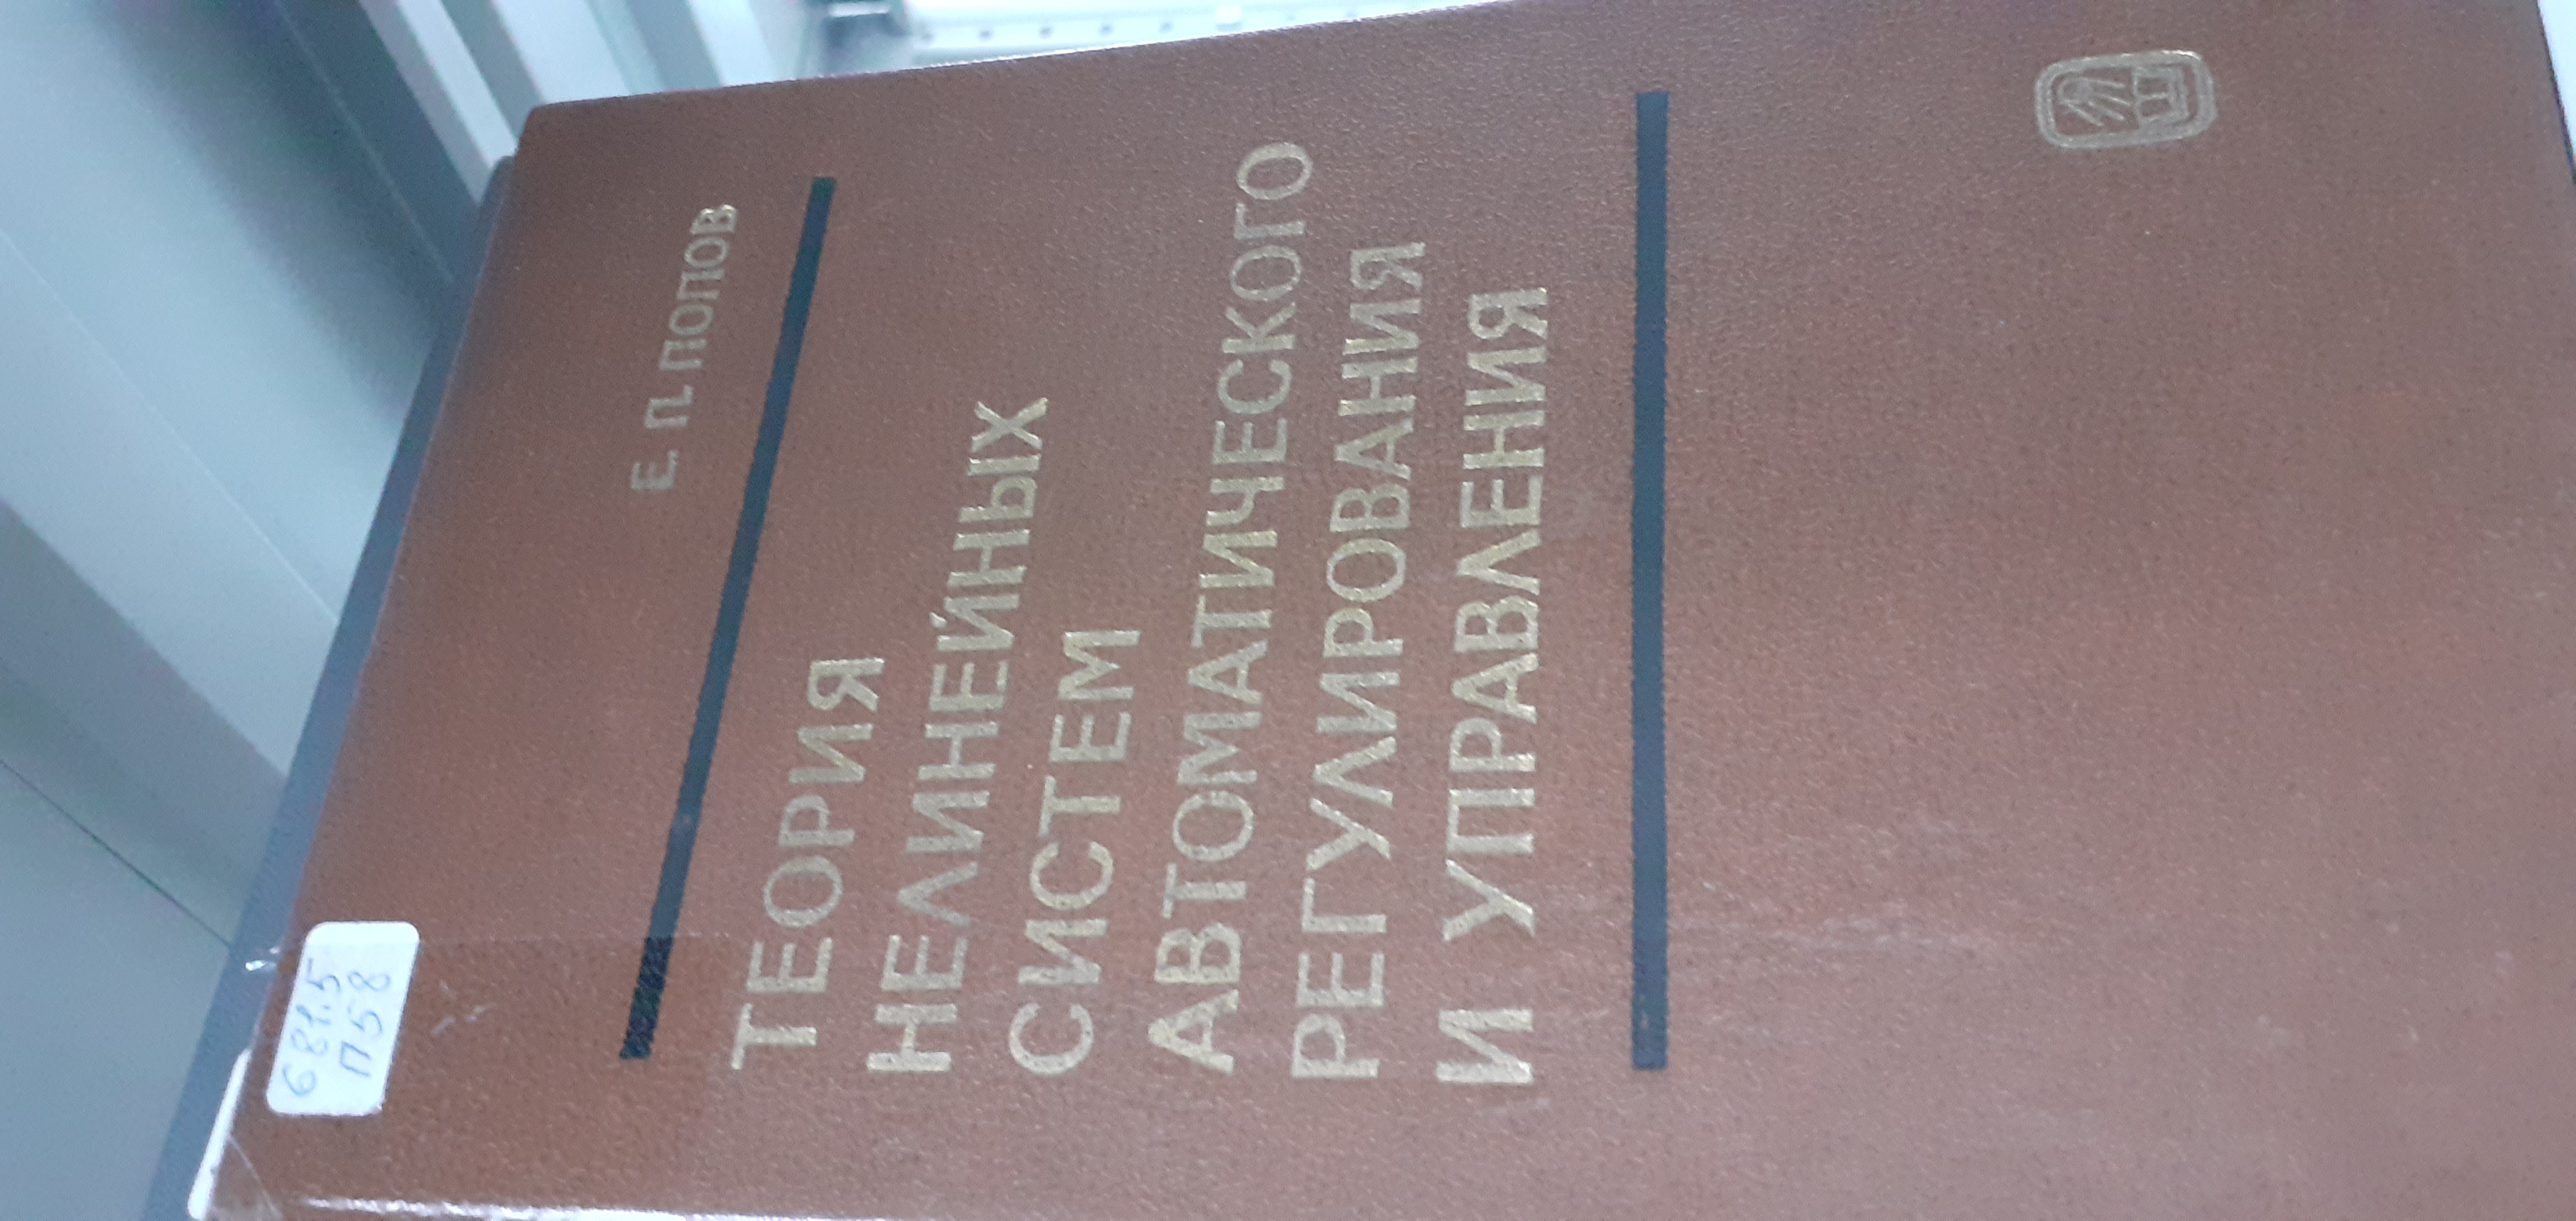 681.5
П58
Е. П. ПОПОВ
ТЕОРИЯ
НЕЛИНЕЙНЫХ
СИСТЕМ
АВТОМАТИЧЕСКОГО
РЕГУЛИРОВАНИЯ
И УПРАВЛЕНИЯ